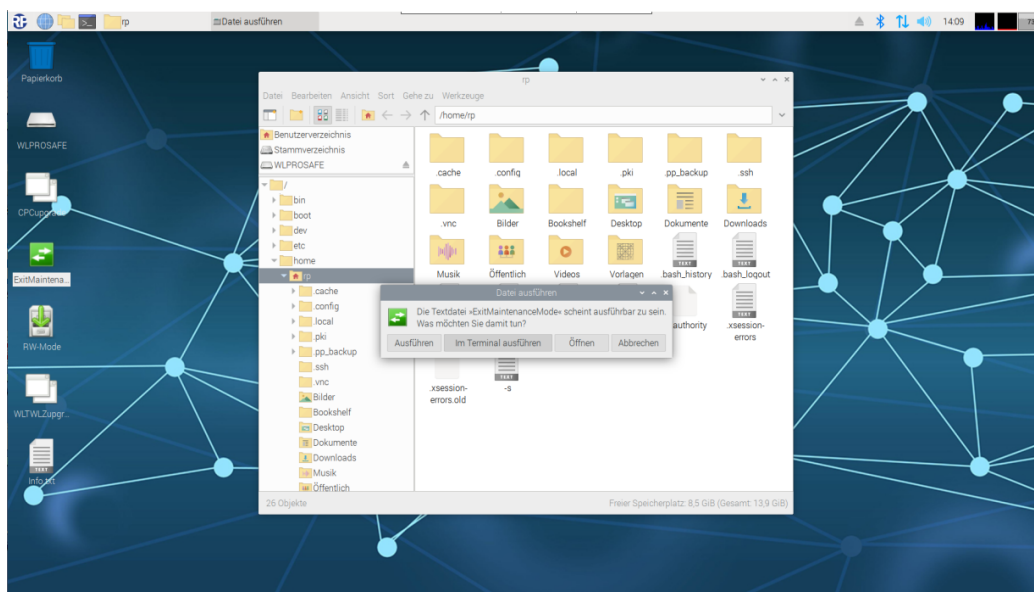 rp
Datei ausführen
14:09
Papierkorb
WLPROSAFE
ExitMaintena...
RW-Mode
WLTWLZupgr...
Info.txt
rp
Datei Bearbeiten Ansicht Sort Gehe zu Werkzeuge
/home/rp
Benutzerverzeichnis
Stammverzeichnis
WLPROSAFE
/
bin
boot
dev
etc
home
rp
.cache
.config
.local
.pki
.pp_backup
.ssh
.vnc
Bilder
Bookshelf
Desktop
Dokumente
Downloads
Musik
Öffentlich
.cache .config .local .pki .pp_backup .ssh
.vnc Bilder Bookshelf Desktop Dokumente Downloads
Musik Öffentlich Videos Vorlagen .bash_history .bash_logout
authority .xsession-
errors
.xsession-
errors.old -s
Datei ausführen
Die Textdatei »ExitMaintenanceMode« scheint ausführbar zu sein.
Was möchten Sie damit tun?
Ausführen Im Terminal ausführen Öffnen Abbrechen
26 Objekte Freier Speicherplatz: 8,5 GiB (Gesamt: 13,9 GiB)